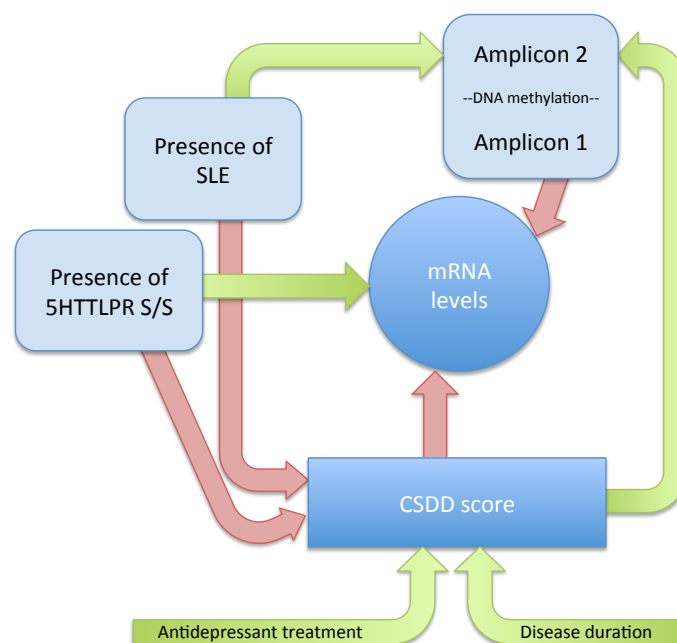 Amplicon 2
--DNA methylation--
Amplicon 1
Presence of
SLE
Presence of
5HTTLPR S/S
mRNA
levels
CSDD score
Antidepressant treatment
Disease duration